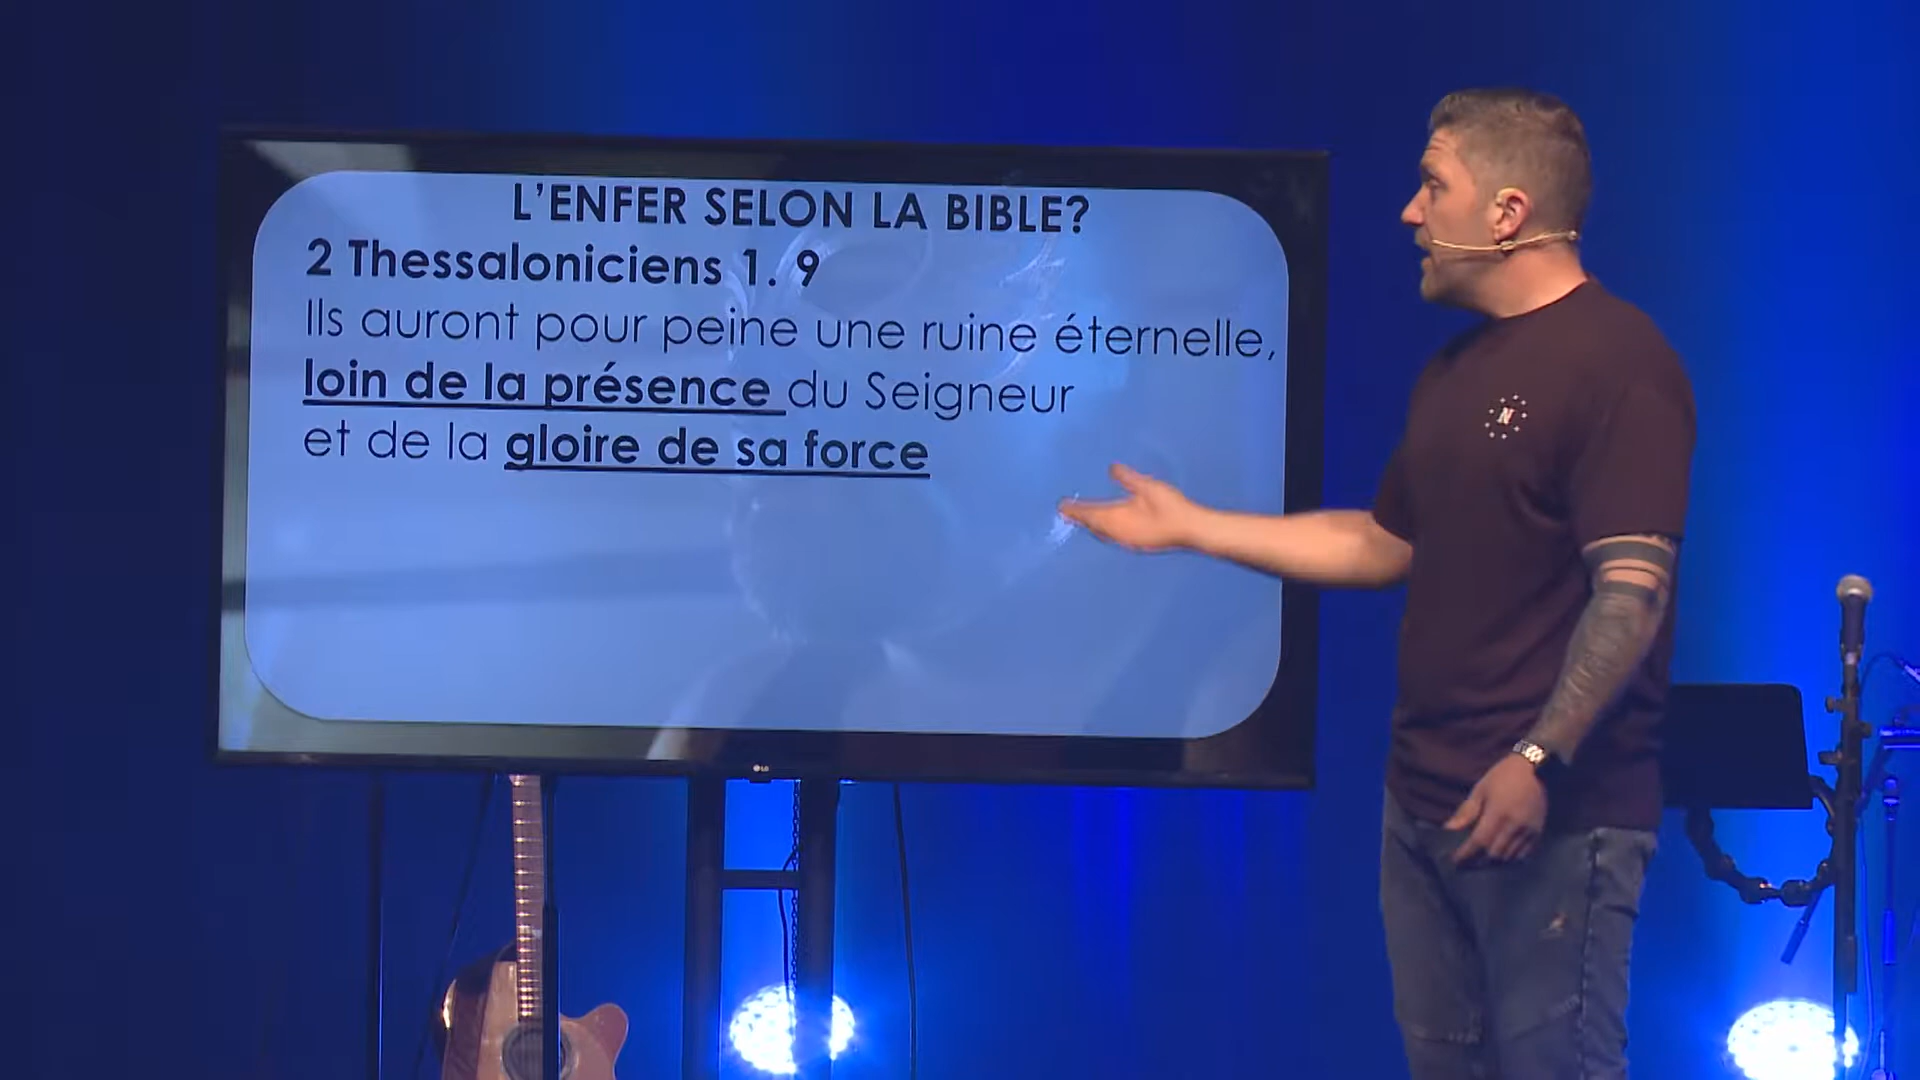 L'ENFER SELON LA BIBLE?
2 Thessaloniciens 1. 9
Ils auront pour peine une ruine éternelle,
loin de la présence du Seigneur
et de la gloire de sa force
N
LG